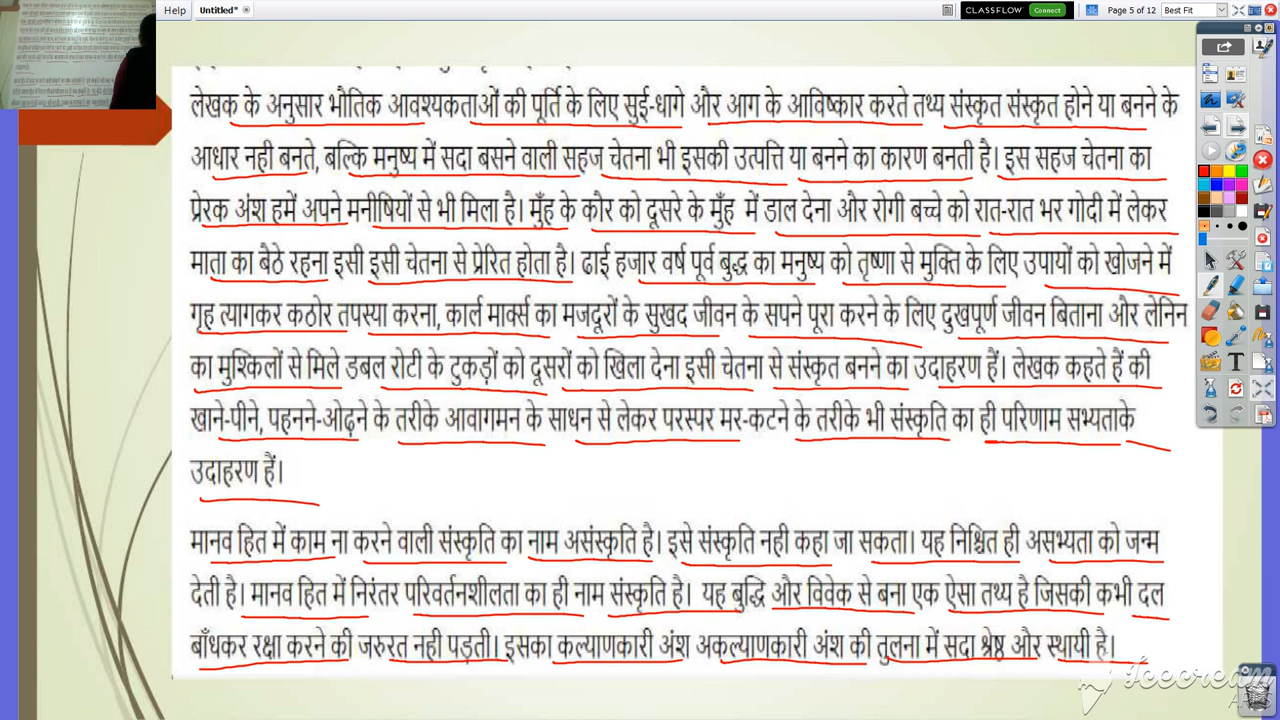 Help
Untitled*
CLASSFLOW
Connect
Page 5 of 12
Best Fit
लेखक के अनुसार भौतिक आवश्यकताओं की पूर्ति के लिए सुई-धागे और आग के आविष्कार करते तथ्य संस्कृत संस्कृत होने या बनने के
आधार नही बनते, बल्कि मनुष्य में सदा बसने वाली सहज चेतना भी इसकी उत्पत्ति या बनने का कारण बनती है। इस सहज चेतना का
प्रेरक अंश हमें अपने मनीषियों से भी मिला है। मुँह के कौर को दूसरे के मुँह में डाल देना और रोगी बच्चे को रात-रात भर गोदी में लेकर
माता का बैठे रहना इसी इसी चेतना से प्रेरित होता है। ढाई हजार वर्ष पूर्व बुद्ध का मनुष्य को तृष्णा से मुक्ति के लिए उपायों को खोजने में
गृह त्यागकर कठोर तपस्या करना, कार्ल मार्क्स का मजदूरों के सुखद जीवन के सपने पूरा करने के लिए दुखपूर्ण जीवन बिताना और लेनिन
का मुश्किलों से मिले डबल रोटी के टुकड़ों को दूसरों को खिला देना इसी चेतना से संस्कृत बनने का उदाहरण हैं। लेखक कहते हैं की
खाने-पीने, पहनने-ओढ़ने के तरीके आवागमन के साधन से लेकर परस्पर मर-कटने के तरीके भी संस्कृति का ही परिणाम सभ्यताके
उदाहरण हैं।
मानव हित में काम ना करने वाली संस्कृति का नाम असंस्कृति है। इसे संस्कृति नही कहा जा सकता। यह निश्चित ही असभ्यता को जन्म
देती है। मानव हित में निरंतर परिवर्तनशीलता का ही नाम संस्कृति है। यह बुद्धि और विवेक से बना एक ऐसा तथ्य है जिसकी कभी दल
बाँधकर रक्षा करने की जरुरत नही पड़ती। इसका कल्याणकारी अंश अकल्याणकारी अंश की तुलना में सदा श्रेष्ठ और स्थायी है।
Icecream
APPS